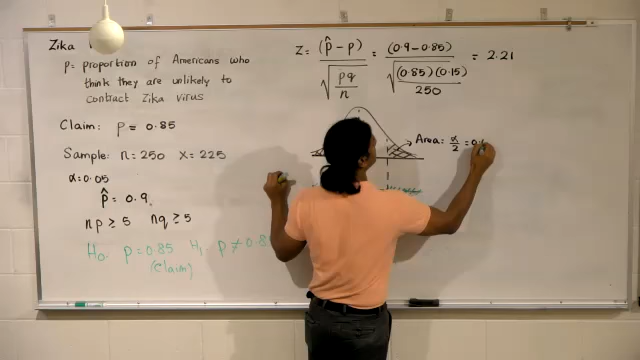 Zika
p = proportion of Americans who
think they are unlikely to
contract Zika virus
Claim: p = 0.85
Sample: n = 250 x = 225
α = 0.05
p̂ = 0.9
np ≥ 5 nq ≥ 5
H₀: p = 0.85 H₁: p ≠ 0.8
(claim)
Z = (p̂ - p) / √(pq/n) = (0.9 - 0.85) / √((0.85)(0.15)/250) = 2.21
Area: α/2 = 0.